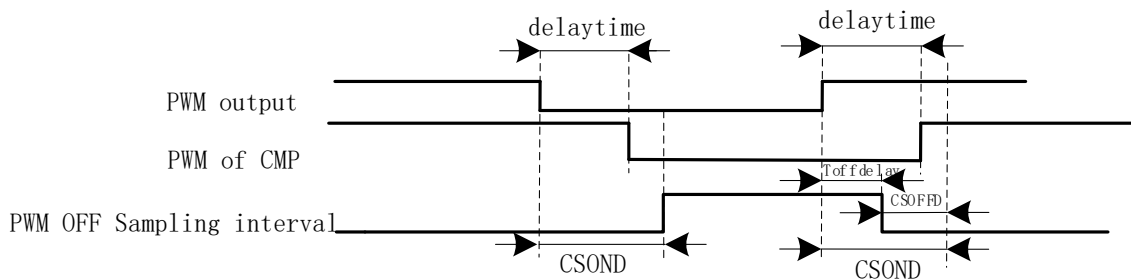 delaytime
delaytime
PWM output
PWM of CMP
Toffdelay
CSOFFD
PWM OFF Sampling interval
CSOND
CSOND